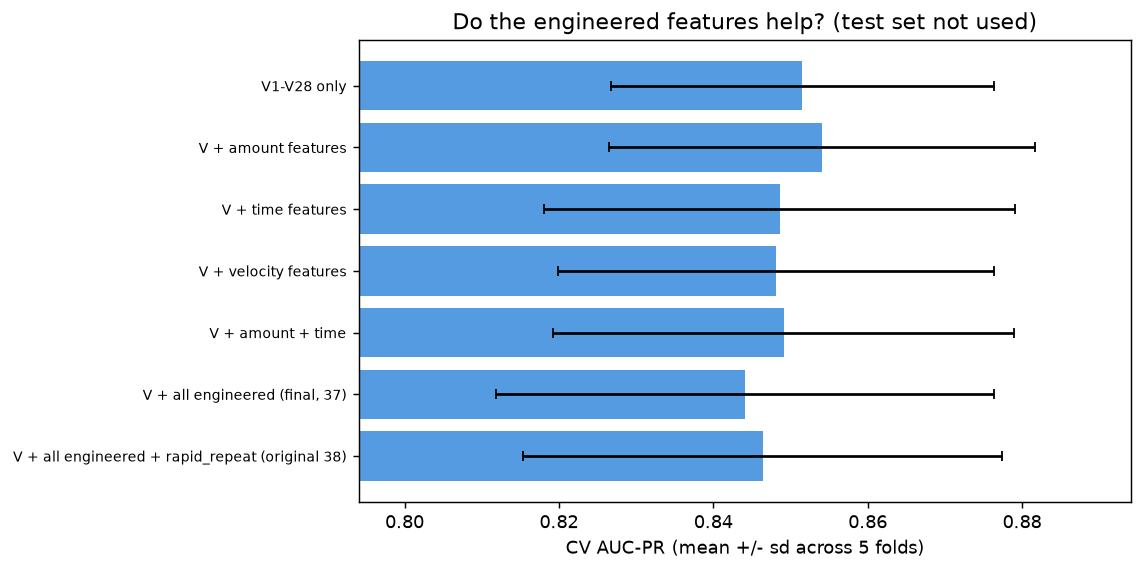 Do the engineered features help? (test set not used)
V1-V28 only
V + amount features
V + time features
V + velocity features
V + amount + time
V + all engineered (final, 37)
V + all engineered + rapid_repeat (original 38)
0.80 0.82 0.84 0.86 0.88
CV AUC-PR (mean +/- sd across 5 folds)